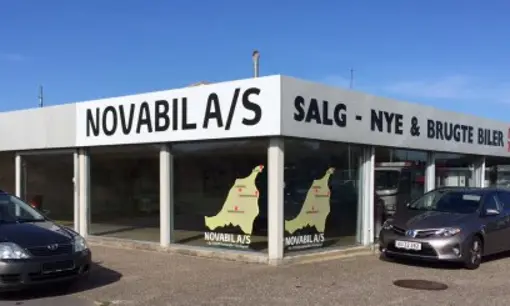 NOVABIL A/S
SALG - NYE & BRUGTE BILER
NOVABIL A/S
NOVABIL A/S